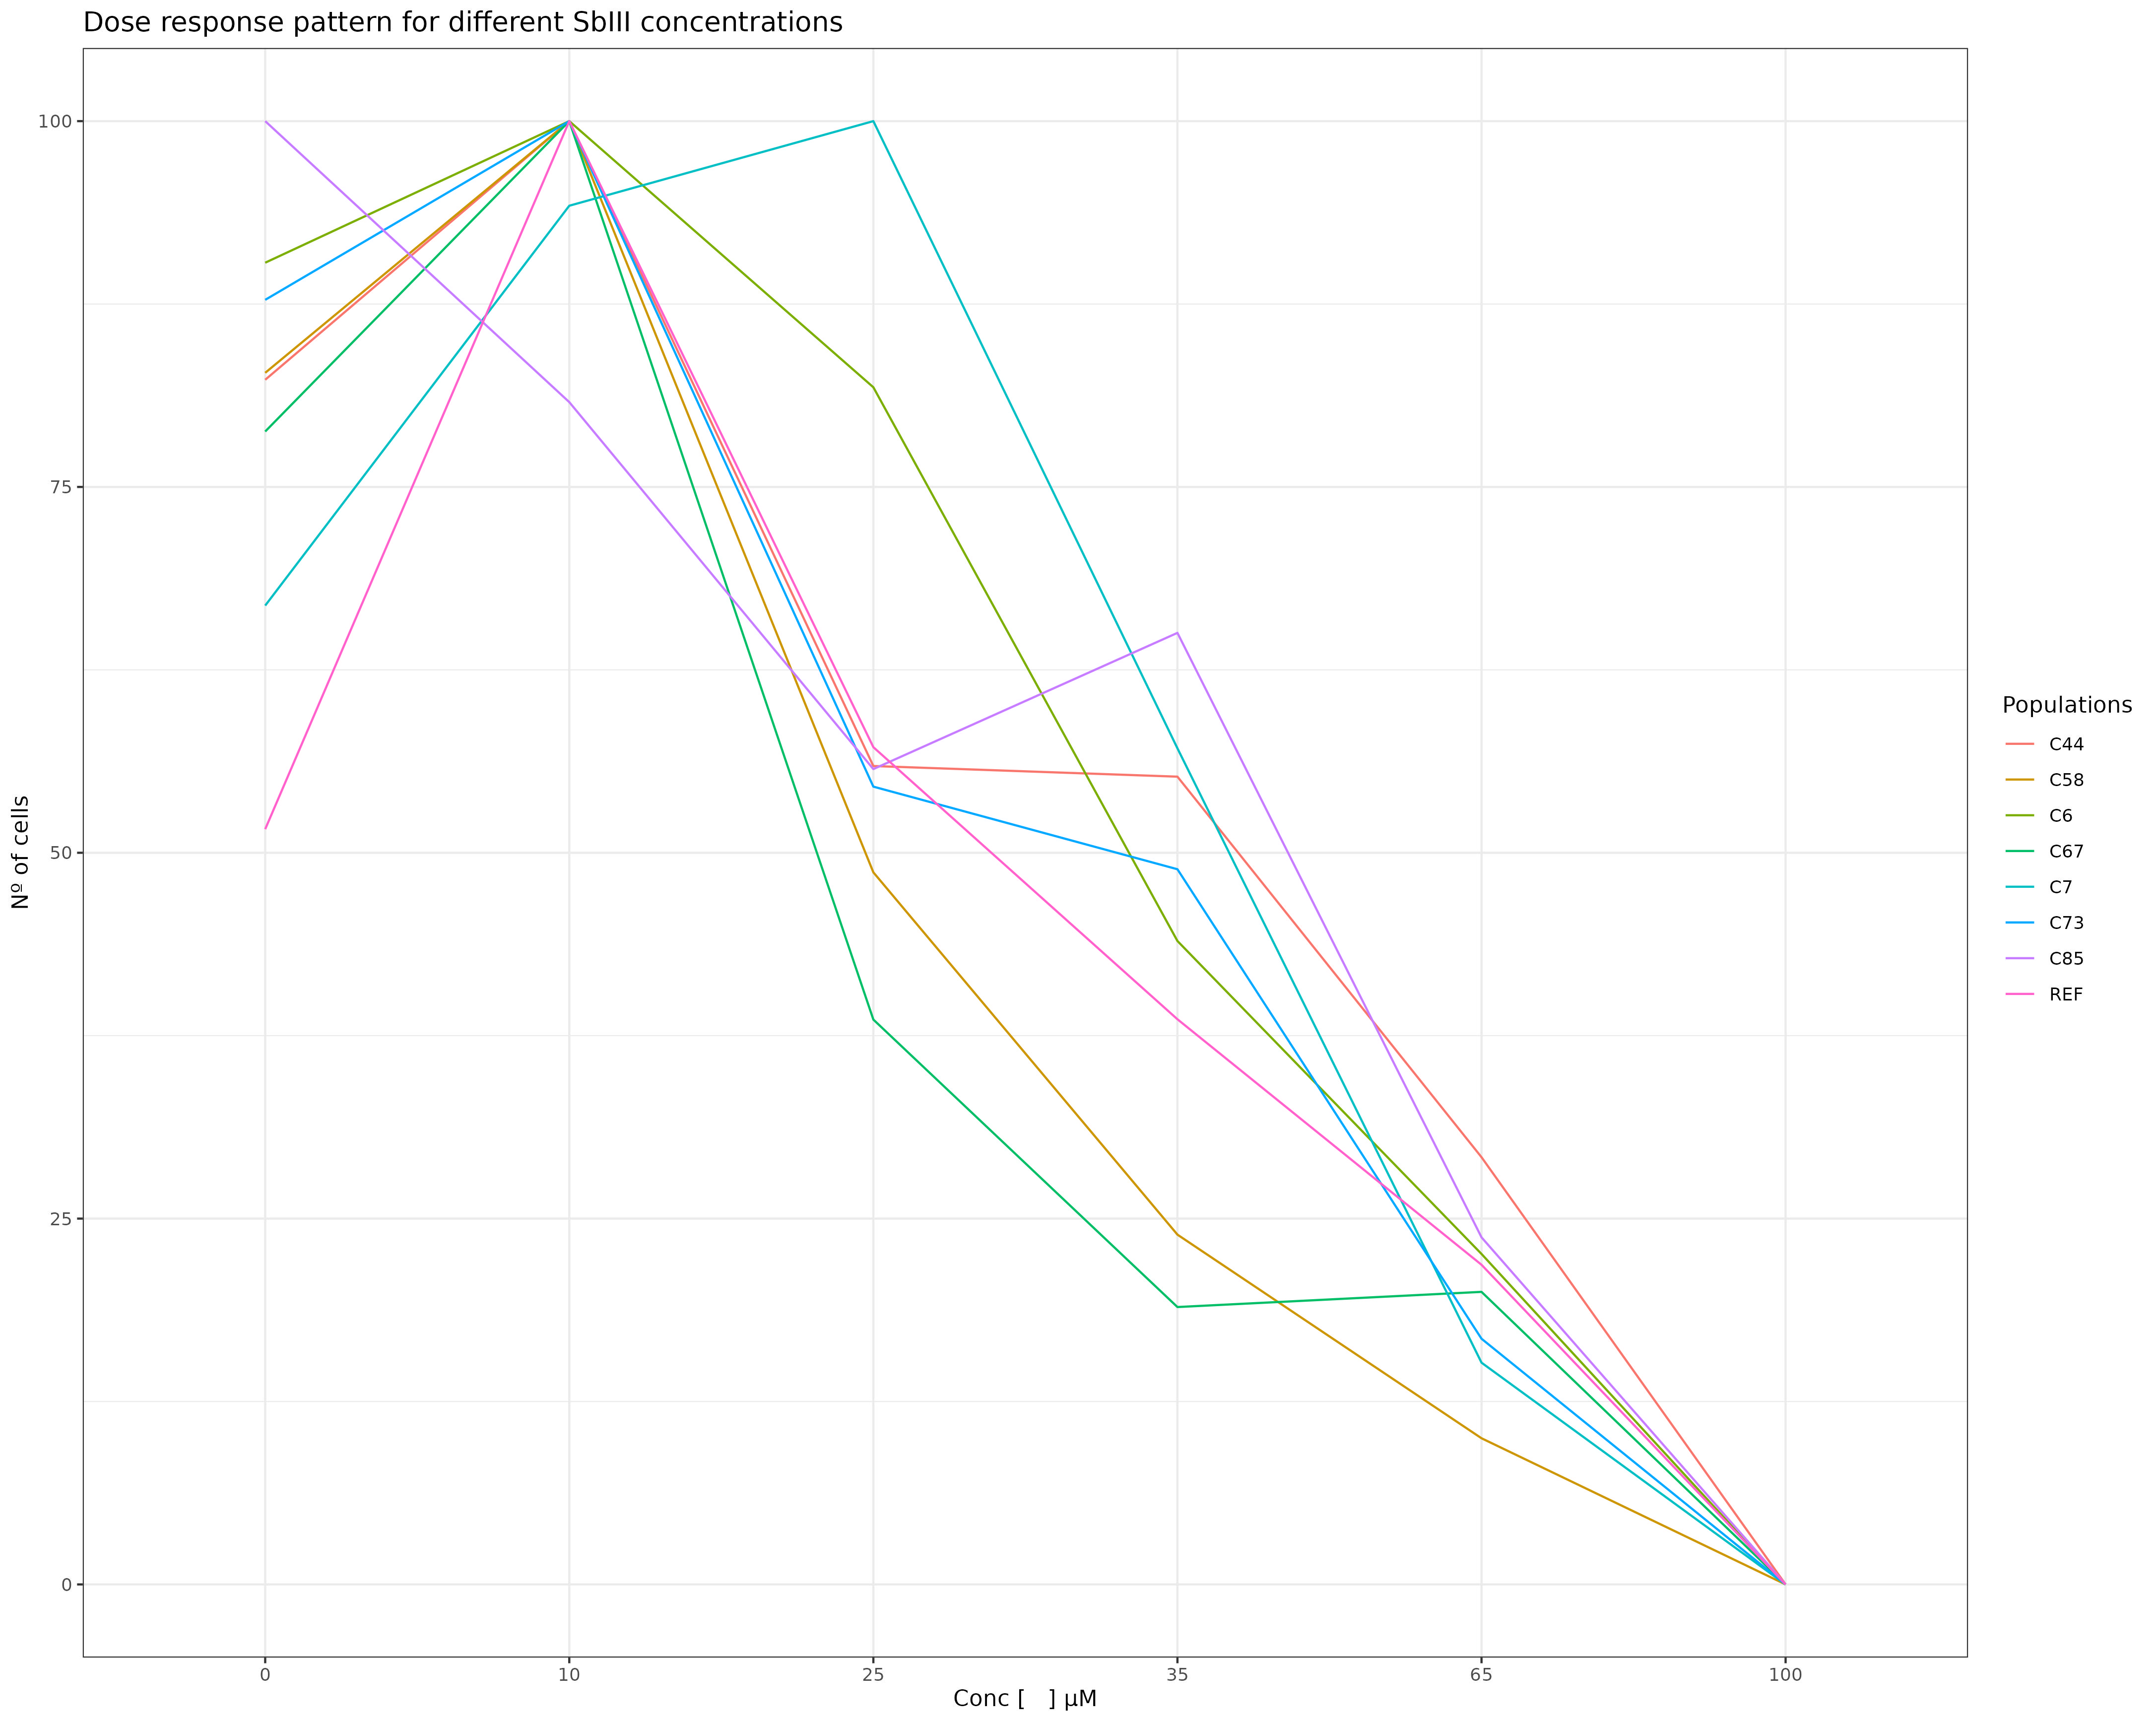 Dose response pattern for different SbIII concentrations
100
75
50
25
0
Nº of cells
0 10 25 35 65 100
Conc [   ] µM
Populations
C44
C58
C6
C67
C7
C73
C85
REF